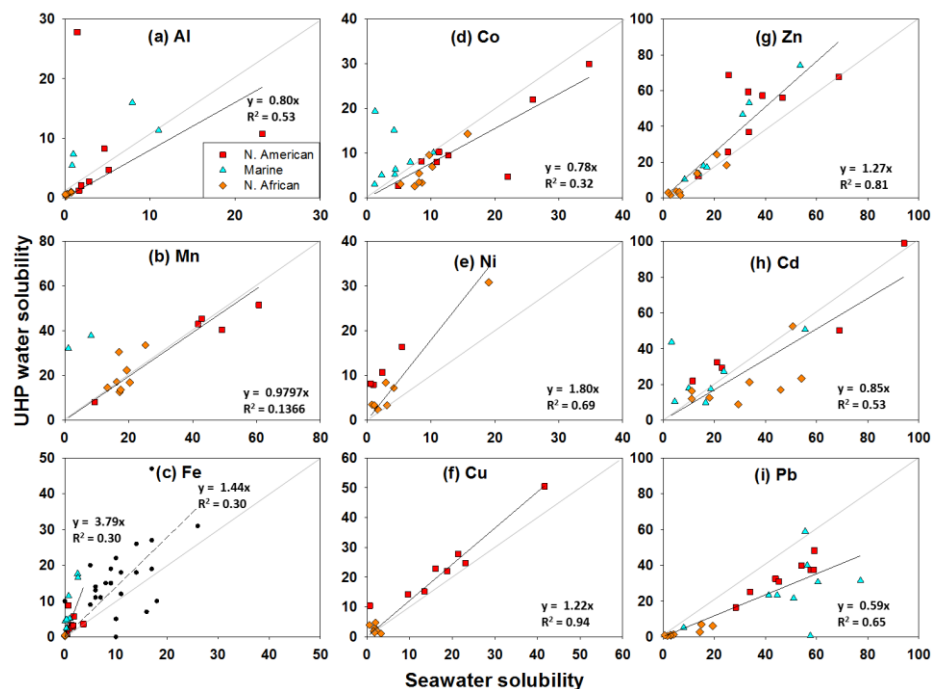 UHP water solubility
(a) Al
30
20
10
0
0 10 20 30
y = 0.80x
R² = 0.53
N. American
Marine
N. African
(d) Co
40
30
20
10
0
0 10 20 30 40
y = 0.78x
R² = 0.32
(g) Zn
100
80
60
40
20
0
0 20 40 60 80 100
y = 1.27x
R² = 0.81
(b) Mn
80
60
40
20
0
0 20 40 60 80
y = 0.9797x
R² = 0.1366
(e) Ni
40
30
20
10
0
0 10 20 30 40
y = 1.80x
R² = 0.69
(h) Cd
100
80
60
40
20
0
0 20 40 60 80 100
y = 0.85x
R² = 0.53
(c) Fe
50
40
30
20
10
0
0 10 20 30 40 50
y = 3.79x
R² = 0.30
y = 1.44x
R² = 0.30
(f) Cu
60
50
40
30
20
10
0
0 10 20 30 40 50 60
y = 1.22x
R² = 0.94
(i) Pb
100
80
60
40
20
0
0 20 40 60 80 100
y = 0.59x
R² = 0.65
Seawater solubility